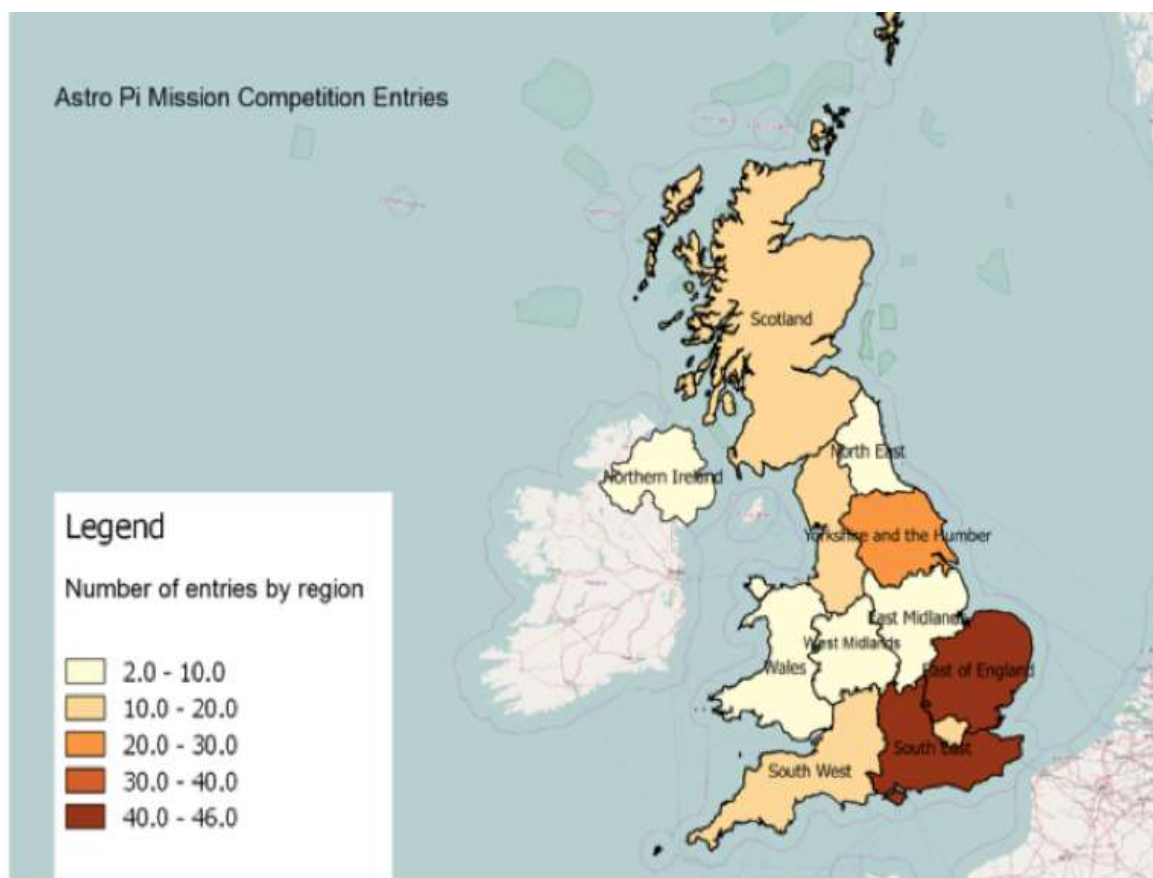 Astro Pi Mission Competition Entries
Scotland
North East
Northern Ireland
Yorkshire and the Humber
East Midlands
West Midlands
Wales
East of England
South East
South West
Legend
Number of entries by region
2.0 - 10.0
10.0 - 20.0
20.0 - 30.0
30.0 - 40.0
40.0 - 46.0